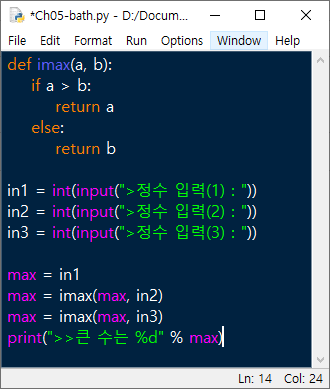 *Ch05-bath.py - D:/Docum...
File Edit Format Run Options Window Help
def imax(a, b):
    if a > b:
        return a
    else:
        return b
in1 = int(input(">정수 입력(1) : "))
in2 = int(input(">정수 입력(2) : "))
in3 = int(input(">정수 입력(3) : "))
max = in1
max = imax(max, in2)
max = imax(max, in3)
print(">>큰 수는 %d" % max)
Ln: 14 Col: 24